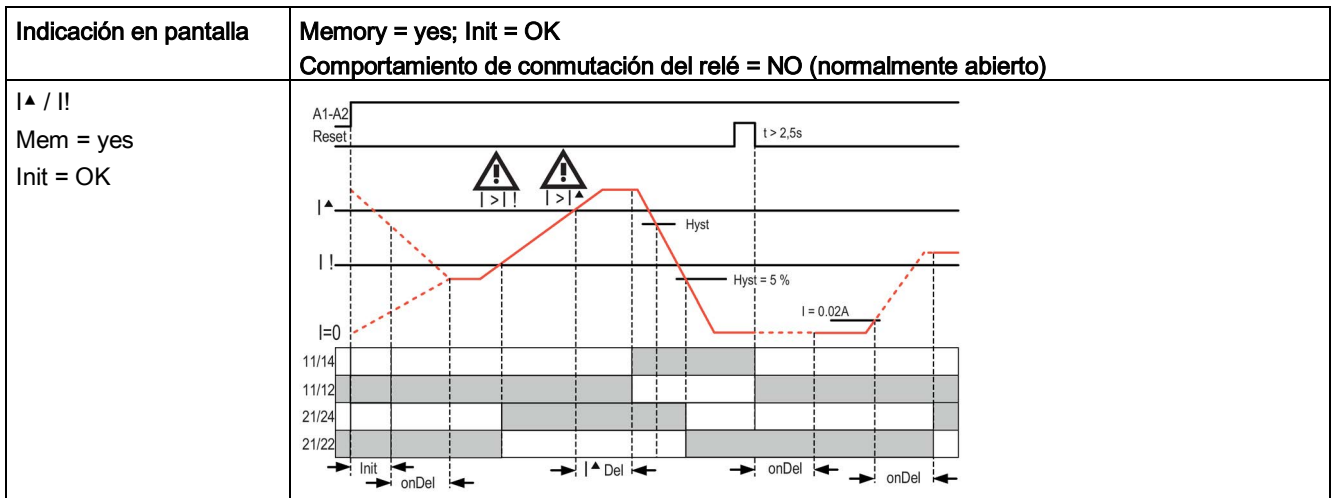 Indicación en pantalla
Memory = yes; Init = OK
Comportamiento de conmutación del relé = NO (normalmente abierto)
I▲ / I!
Mem = yes
Init = OK
A1-A2
Reset
t > 2,5s
I >I !
I >I▲
I▲
Hyst
I !
Hyst = 5 %
I = 0.02A
I=0
11/14
11/12
21/24
21/22
Init
onDel
I▲ Del
onDel
onDel